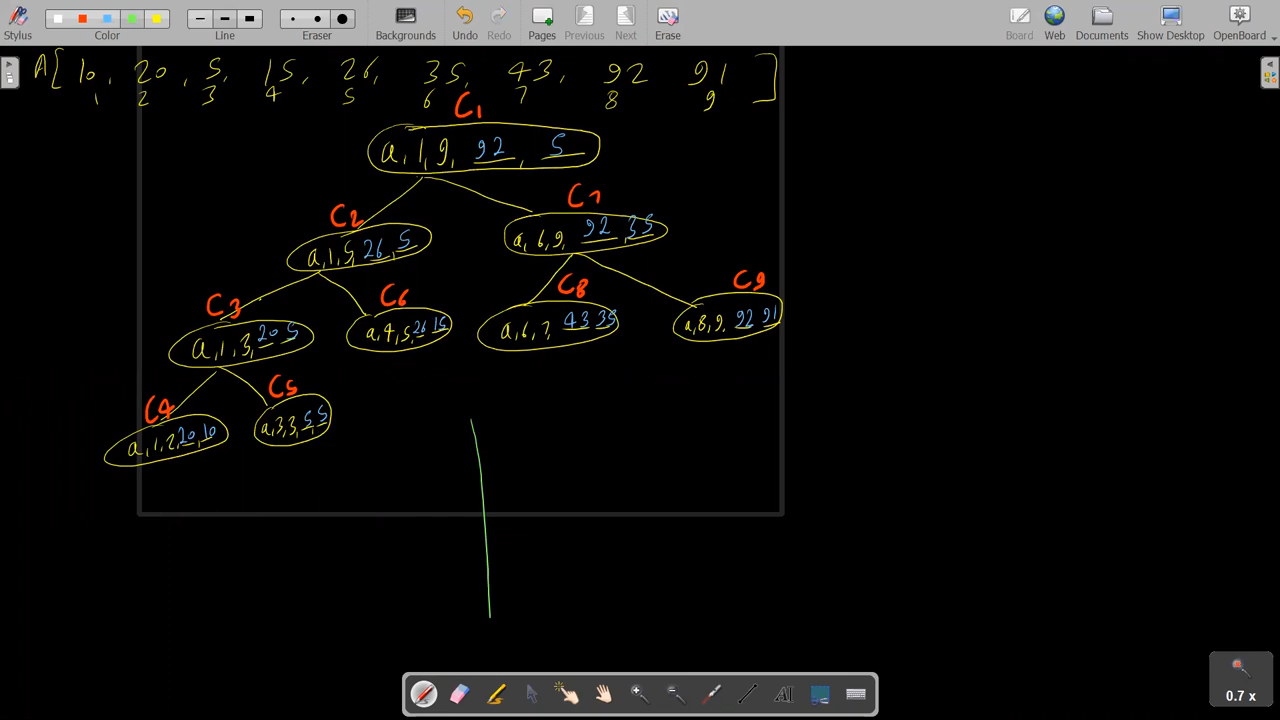 Stylus
Color
Line
Eraser
Backgrounds
Undo
Redo
Pages
Previous
Next
Erase
Board
Web
Documents
Show Desktop
OpenBoard
A[ 10, 20, 5, 15, 26, 35, 43, 92 91 ]
1 2 3 4 5 6 7 8 9
C1
a, 1, 9, 92, 5
C2 C7
a, 1, 5, 26, 5 a, 6, 9, 92, 35
C3 C6 C8 C9
a, 1, 3, 20 5 a, 4, 5, 26 15 a, 6, 7, 43 35 a, 8, 9, 92 91
C4 C5
a, 1, 2, 20, 10 a, 3, 3, 5, 5
AI
0.7 x